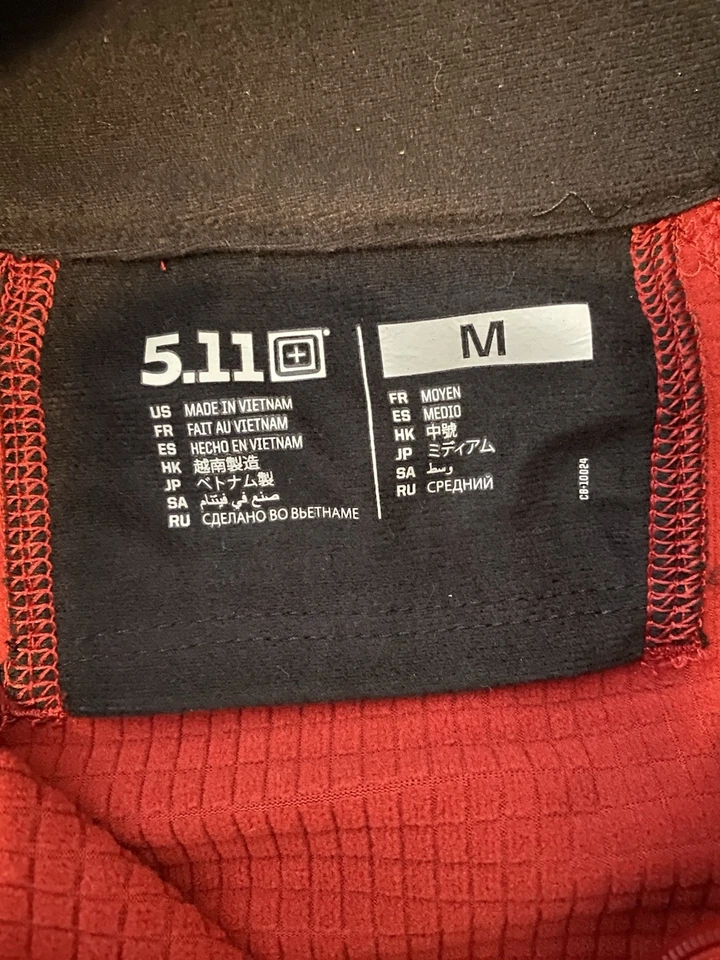 5.11
US MADE IN VIETNAM
FR FAIT AU VIETNAM
ES HECHO EN VIETNAM
HK 越南製造
JP ベトナム製
SA صنع في فيتنام
RU СДЕЛАНО ВО ВЬЕТНАМЕ
M
FR MOYEN
ES MEDIO
HK 中號
JP ミディアム
SA وسط
RU СРЕДНИЙ
CB-10024